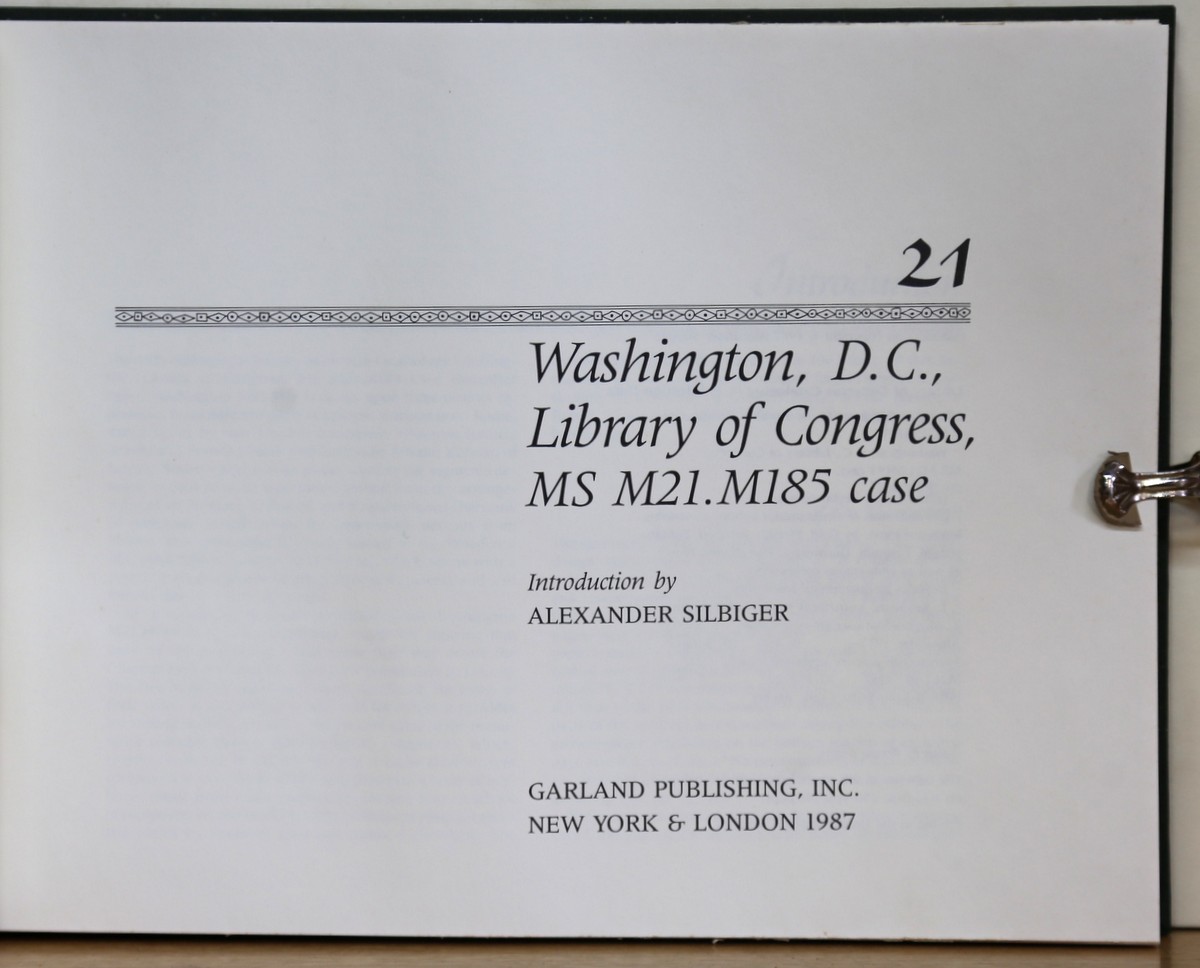 21
Washington, D.C.,
Library of Congress,
MS M21.M185 case
Introduction by
ALEXANDER SILBIGER
GARLAND PUBLISHING, INC.
NEW YORK & LONDON 1987